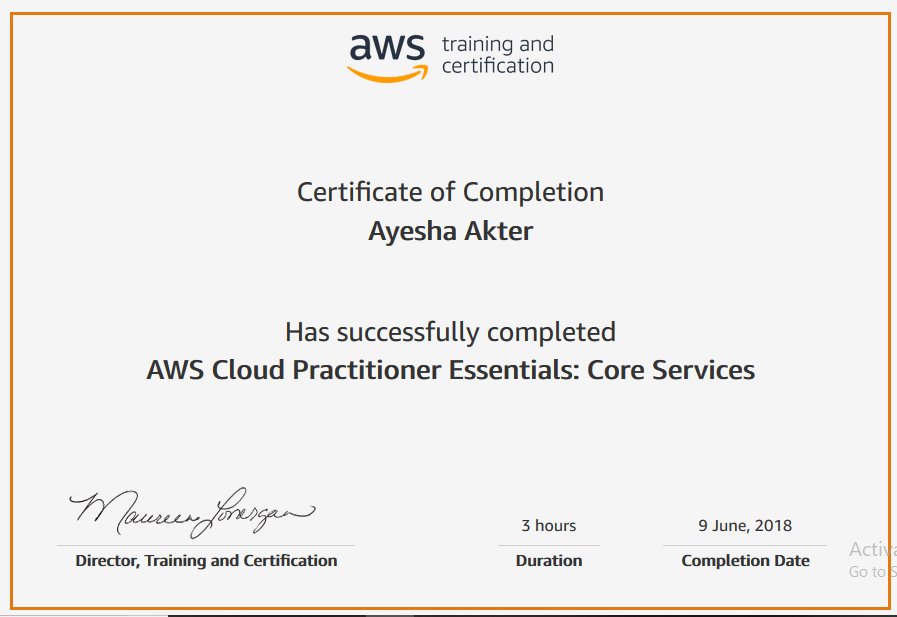 aws training and
certification
Certificate of Completion
Ayesha Akter
Has successfully completed
AWS Cloud Practitioner Essentials: Core Services
Maureen Lonergan
3 hours
9 June, 2018
Director, Training and Certification
Duration
Completion Date
Go to